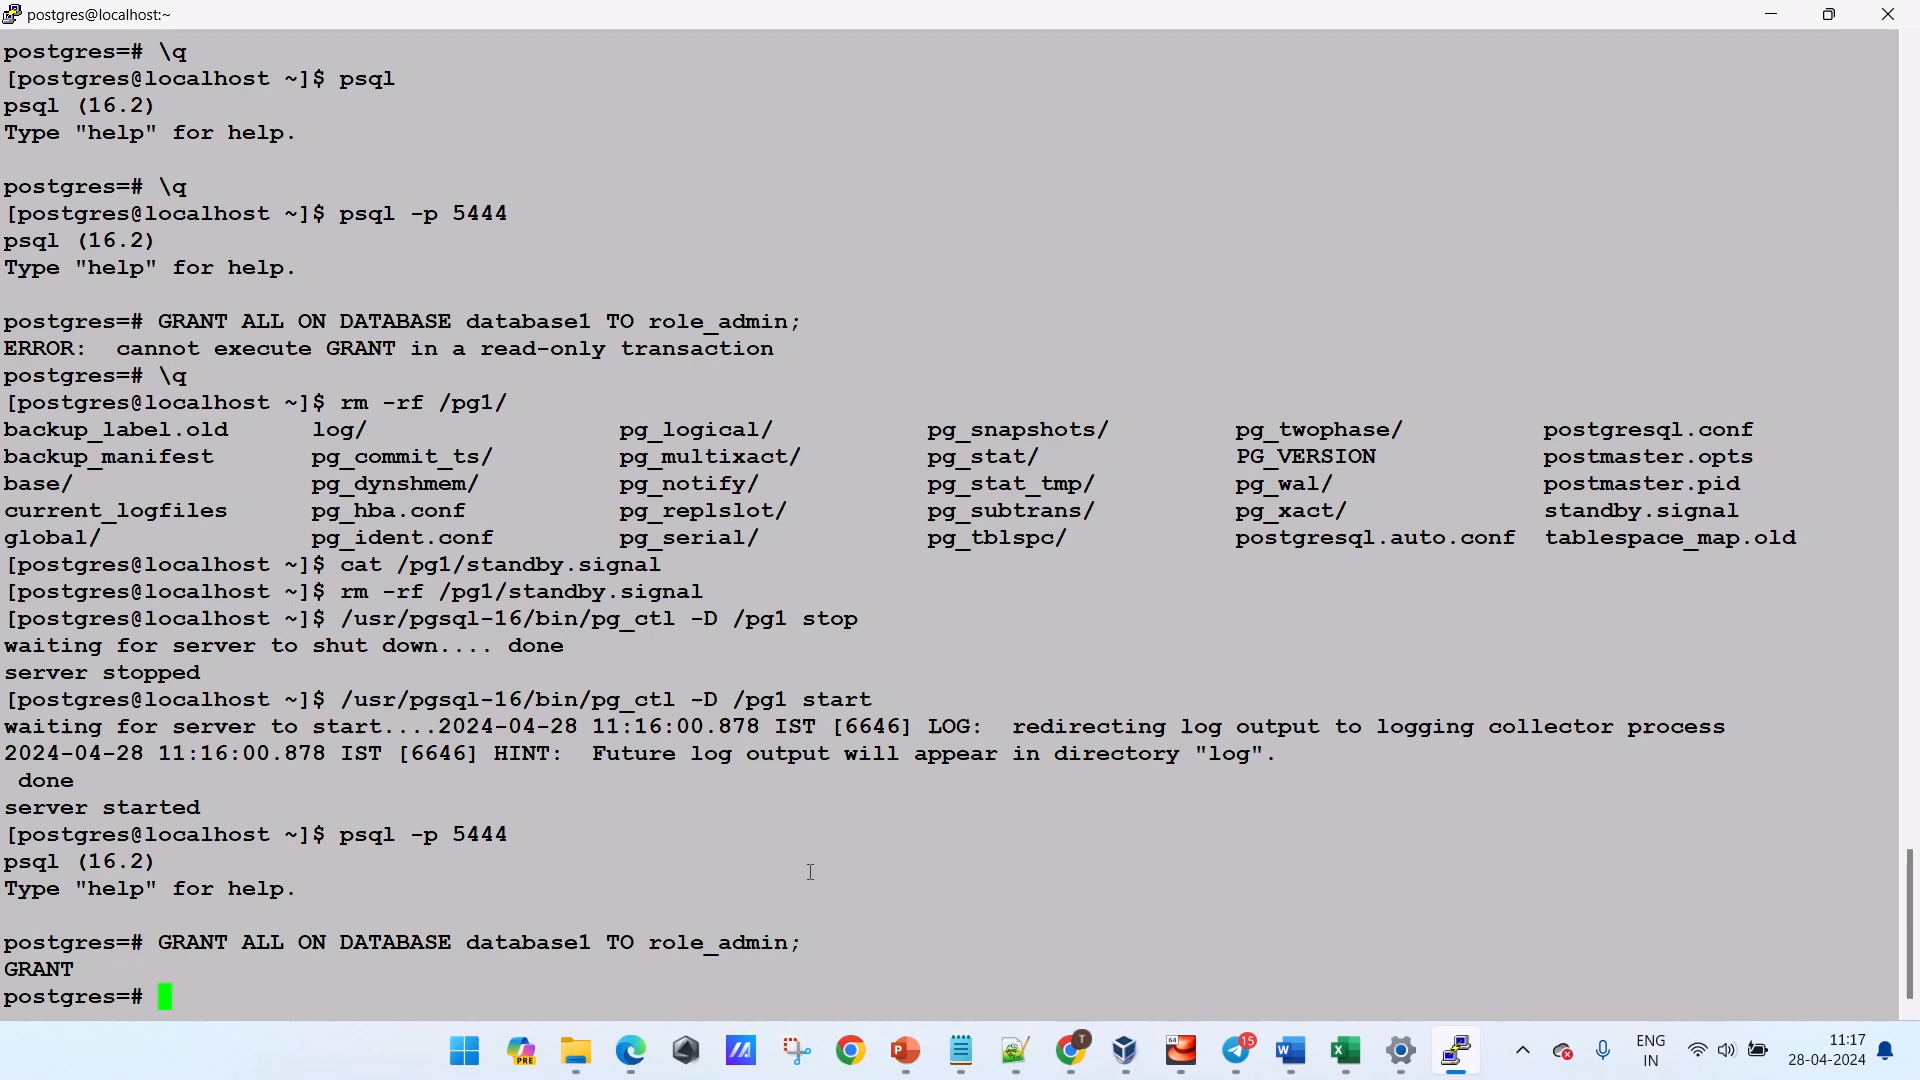 postgres@localhost:~
postgres=# \q
[postgres@localhost ~]$ psql
psql (16.2)
Type "help" for help.
postgres=# \q
[postgres@localhost ~]$ psql -p 5444
psql (16.2)
Type "help" for help.
postgres=# GRANT ALL ON DATABASE database1 TO role_admin;
ERROR:  cannot execute GRANT in a read-only transaction
postgres=# \q
[postgres@localhost ~]$ rm -rf /pg1/
backup_label.old log/ pg_logical/ pg_snapshots/ pg_twophase/ postgresql.conf
backup_manifest pg_commit_ts/ pg_multixact/ pg_stat/ PG_VERSION postmaster.opts
base/ pg_dynshmem/ pg_notify/ pg_stat_tmp/ pg_wal/ postmaster.pid
current_logfiles pg_hba.conf pg_replslot/ pg_subtrans/ pg_xact/ standby.signal
global/ pg_ident.conf pg_serial/ pg_tblspc/ postgresql.auto.conf tablespace_map.old
[postgres@localhost ~]$ cat /pg1/standby.signal
[postgres@localhost ~]$ rm -rf /pg1/standby.signal
[postgres@localhost ~]$ /usr/pgsql-16/bin/pg_ctl -D /pg1 stop
waiting for server to shut down.... done
server stopped
[postgres@localhost ~]$ /usr/pgsql-16/bin/pg_ctl -D /pg1 start
waiting for server to start....2024-04-28 11:16:00.878 IST [6646] LOG:  redirecting log output to logging collector process
2024-04-28 11:16:00.878 IST [6646] HINT:  Future log output will appear in directory "log".
 done
server started
[postgres@localhost ~]$ psql -p 5444
psql (16.2)
Type "help" for help.
postgres=# GRANT ALL ON DATABASE database1 TO role_admin;
GRANT
postgres=#
PRE
P
T
64
15
W
X
ENG
IN
11:17
28-04-2024